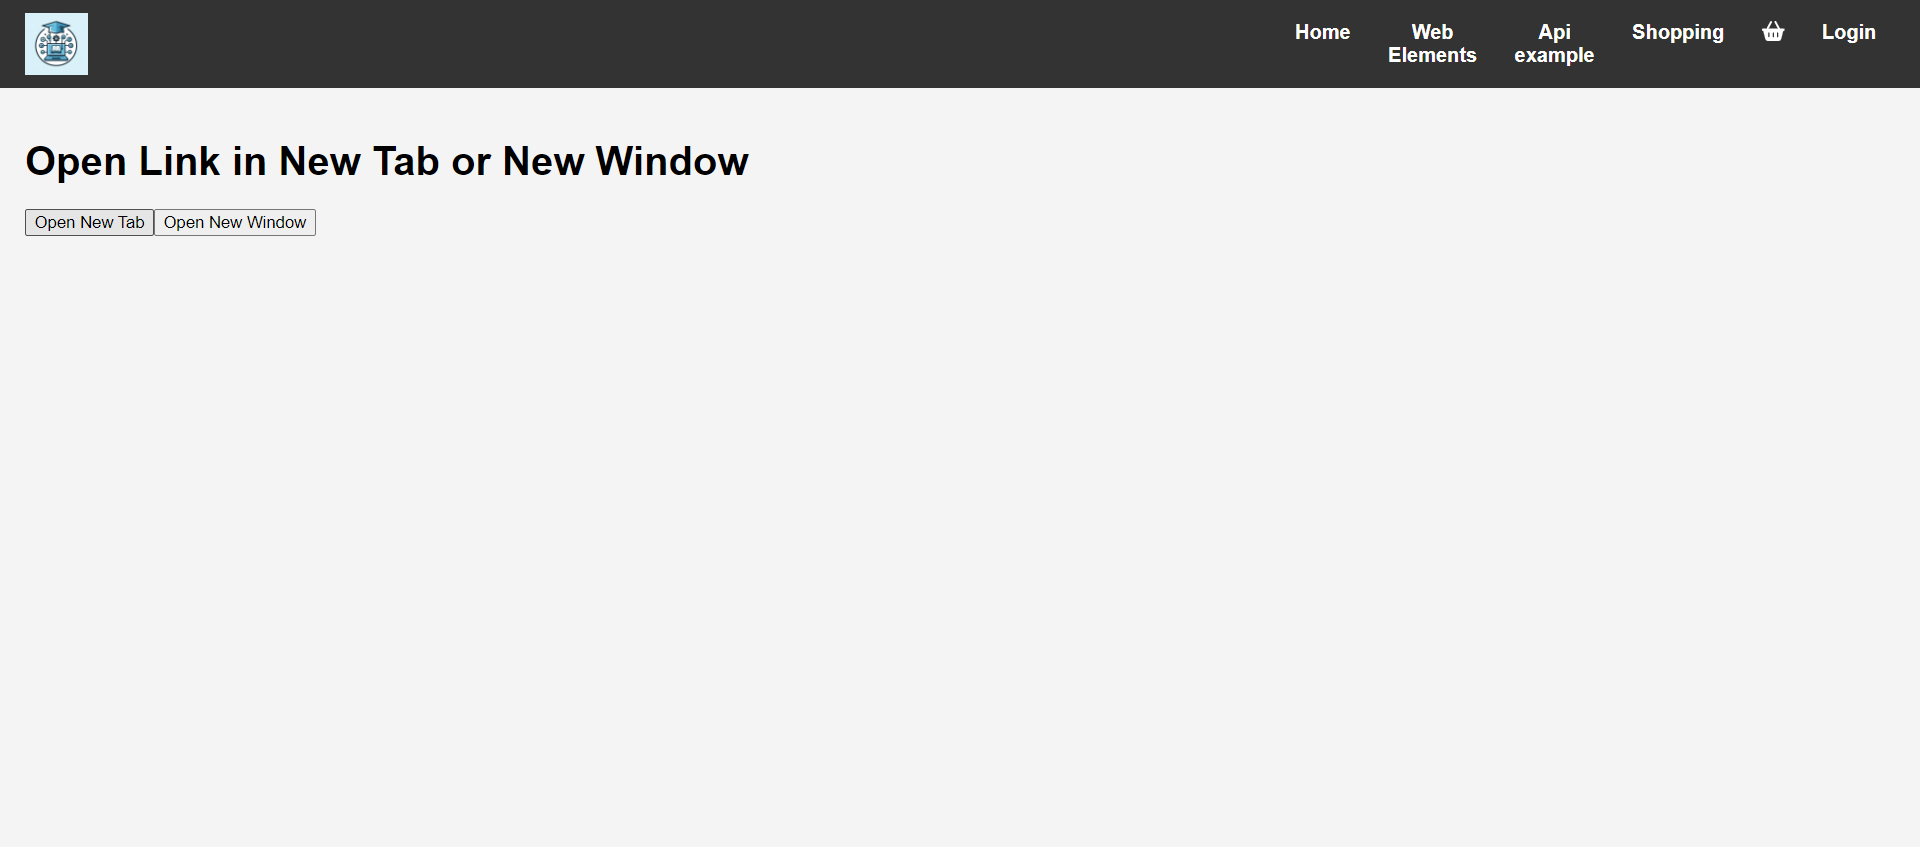 Home
Web
Elements
Api
example
Shopping
Login
Open Link in New Tab or New Window
Open New Tab
Open New Window